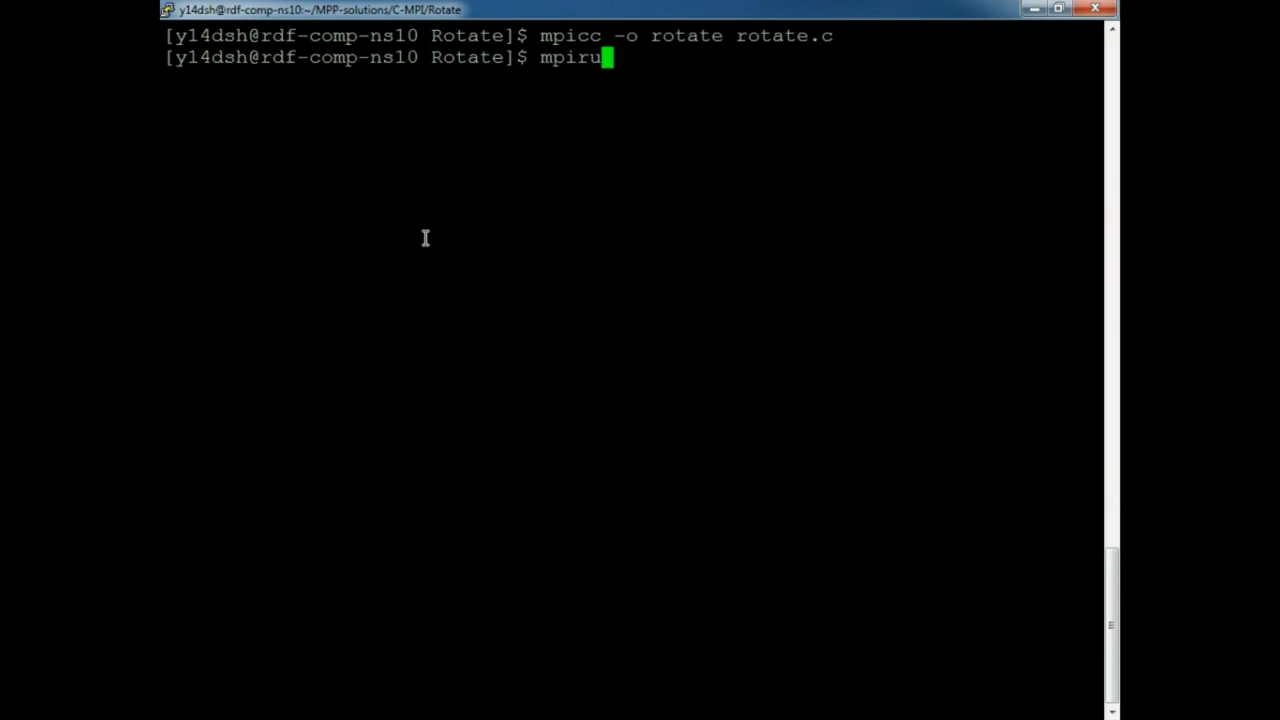 y14dsh@rdf-comp-ns10:~/MPP-solutions/C-MPI/Rotate
[y14dsh@rdf-comp-ns10 Rotate]$ mpicc -o rotate rotate.c
[y14dsh@rdf-comp-ns10 Rotate]$ mpiru